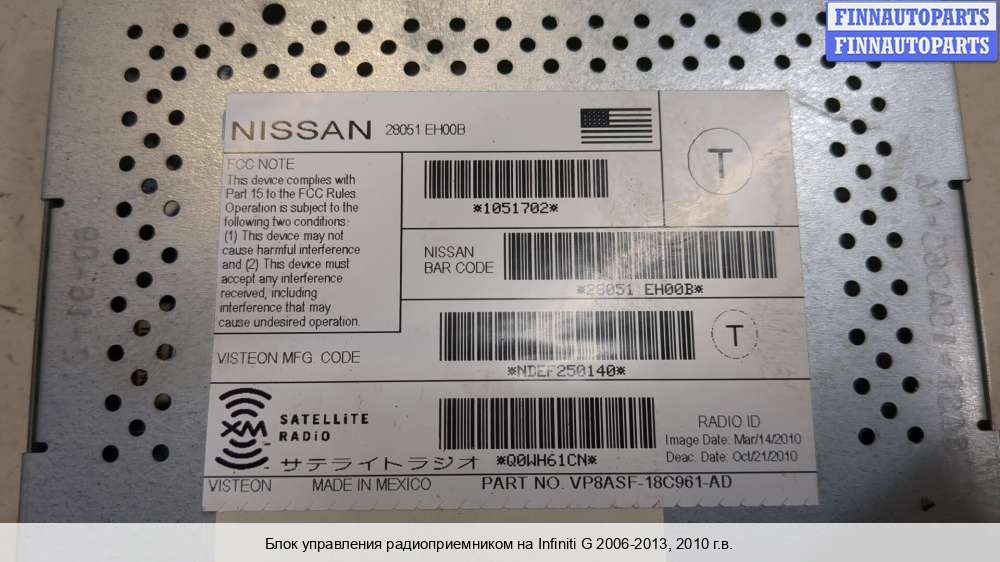 FINNAUTOPARTS
FINNAUTOPARTS
NISSAN 28051 EH00B
T
FCC NOTE
This device complies with
Part 15 to the FCC Rules.
Operation is subject to the
following two conditions:
(1) This device may not
cause harmful interference
and (2) This device must
accept any interference
received, including
interference that may
cause undesired operation.
*1051702*
NISSAN
BAR CODE
*28051 EH00B*
VISTEON MFG. CODE
*NDEF250140*
T
XM SATELLiTE
RADiO
サテライトラジオ
*Q0WH61CN*
RADIO ID
Image Date: Mar/14/2010
Deac. Date: Oct/21/2010
VISTEON MADE IN MEXICO PART NO. VP8ASF-18C961-AD
Блок управления радиоприемником на Infiniti G 2006-2013, 2010 г.в.